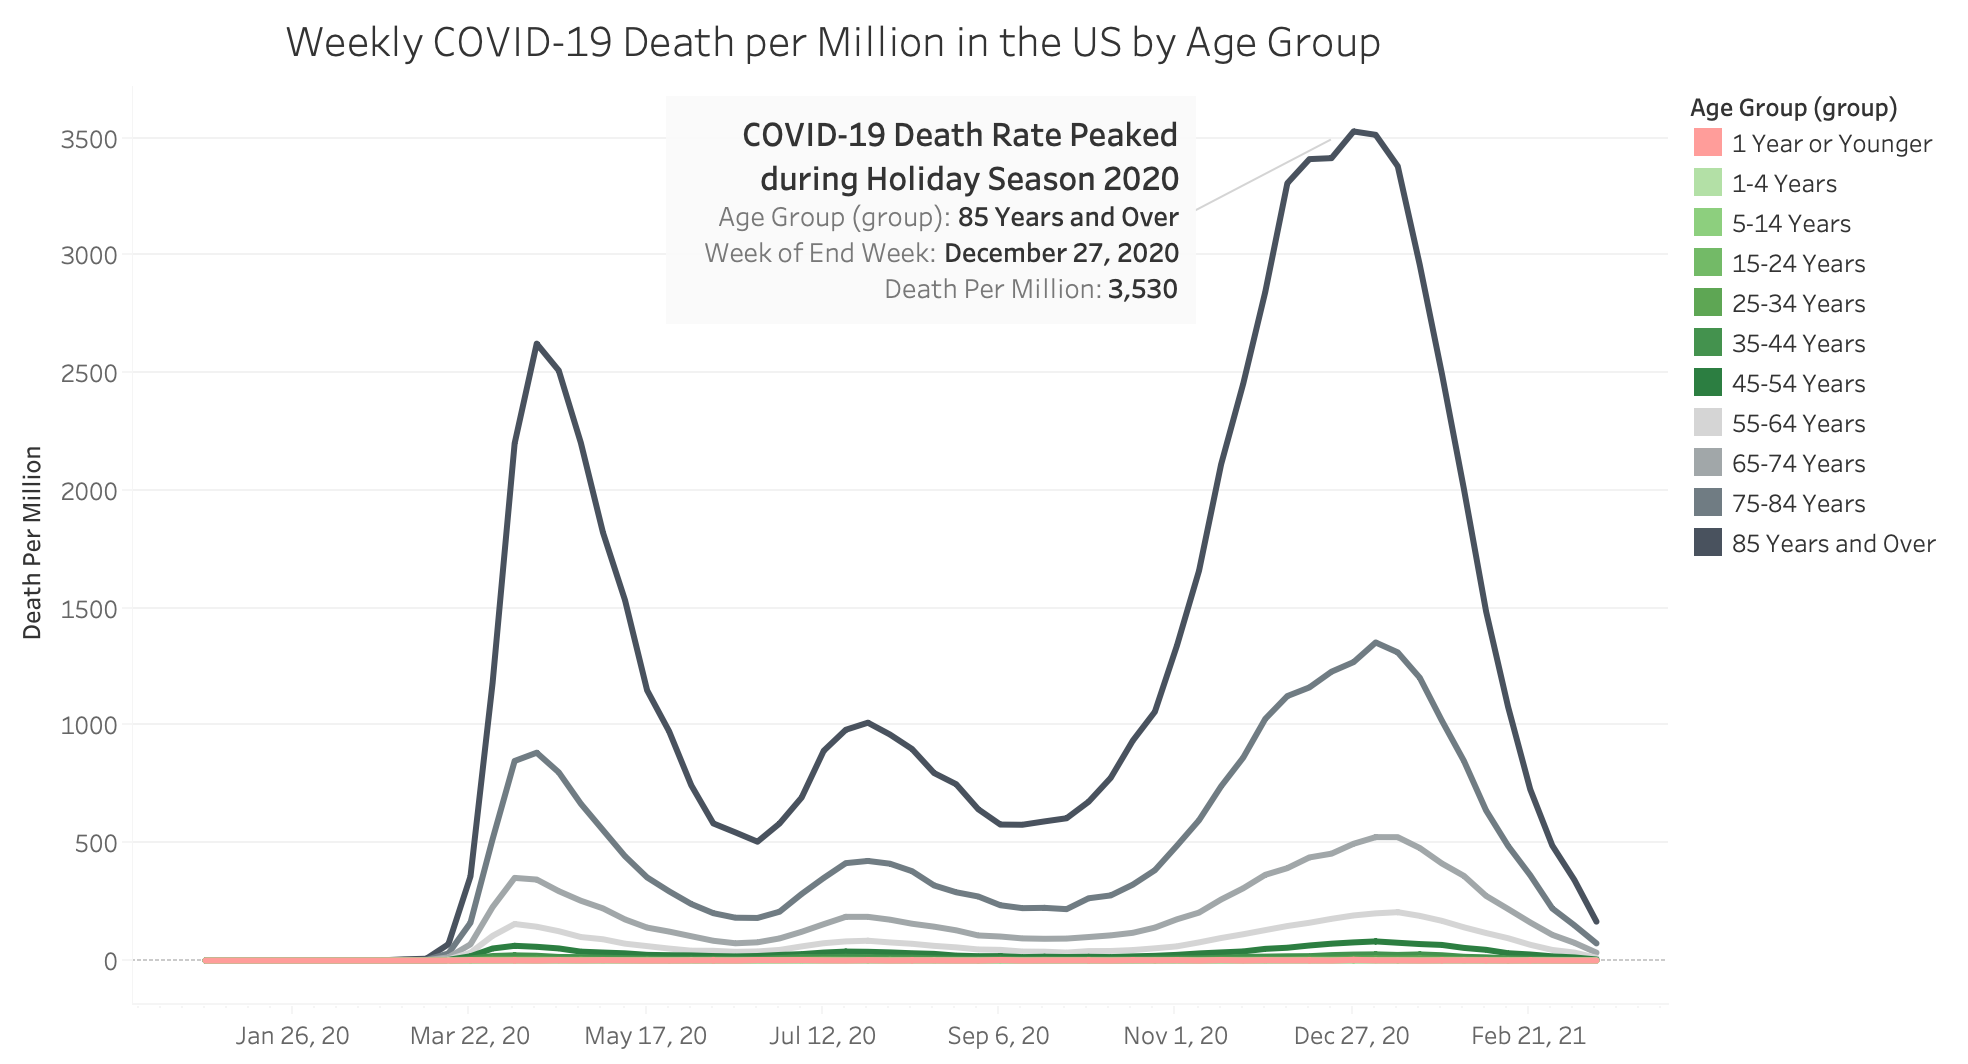 Weekly COVID-19 Death per Million in the US by Age Group
COVID-19 Death Rate Peaked
during Holiday Season 2020
Age Group (group): 85 Years and Over
Week of End Week: December 27, 2020
Death Per Million: 3,530
Age Group (group)
1 Year or Younger
1-4 Years
5-14 Years
15-24 Years
25-34 Years
35-44 Years
45-54 Years
55-64 Years
65-74 Years
75-84 Years
85 Years and Over
Death Per Million
3500
3000
2500
2000
1500
1000
500
0
Jan 26, 20 Mar 22, 20 May 17, 20 Jul 12, 20 Sep 6, 20 Nov 1, 20 Dec 27, 20 Feb 21, 21